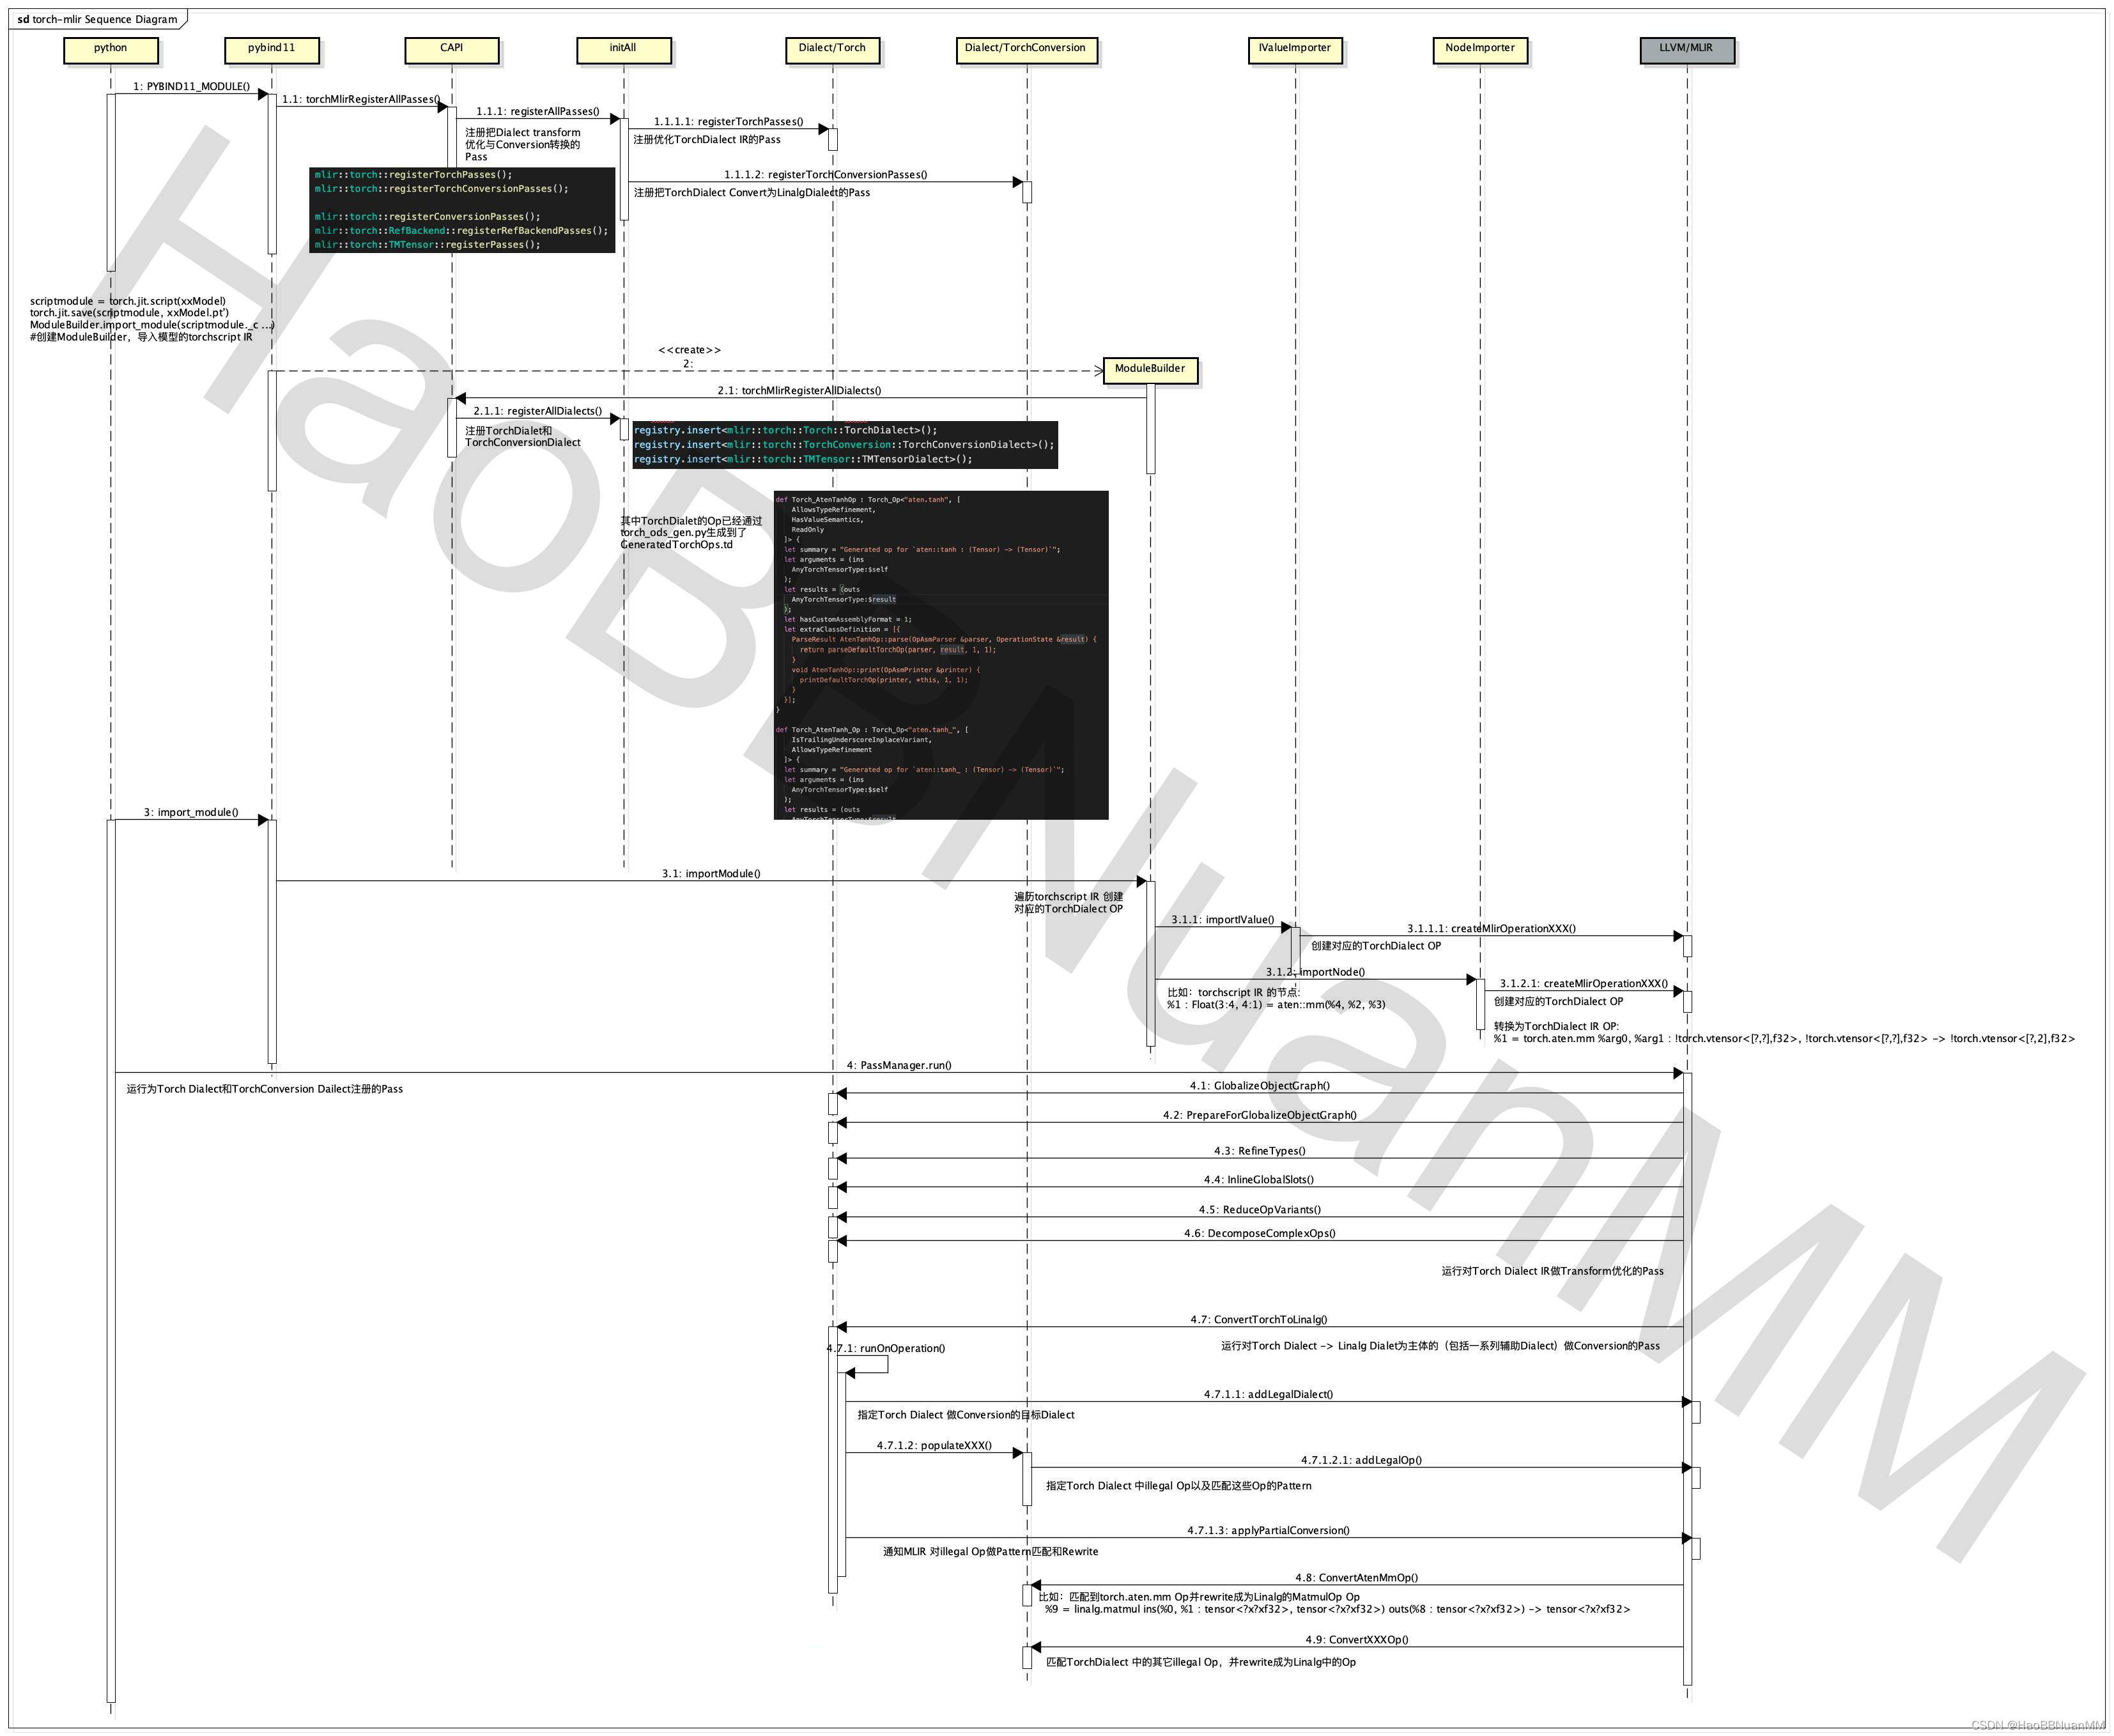 sd torch-mlir Sequence Diagram
python
pybind11
CAPI
initAll
Dialect/Torch
Dialect/TorchConversion
IValueImporter
NodeImporter
LLVM/MLIR
1: PYBIND11_MODULE()
1.1: torchMlirRegisterAllPasses()
1.1.1: registerAllPasses()
注册把Dialect transform
优化与Conversion转换的
Pass
1.1.1.1: registerTorchPasses()
注册优化TorchDialect IR的Pass
mlir::torch::registerTorchPasses();
mlir::torch::registerTorchConversionPasses();
mlir::torch::registerConversionPasses();
mlir::torch::RefBackend::registerRefBackendPasses();
mlir::torch::TMTensor::registerPasses();
1.1.1.2: registerTorchConversionPasses()
注册把TorchDialect Convert为LinalgDialect的Pass
scriptmodule = torch.jit.script(xxModel)
torch.jit.save(scriptmodule, xxModel.pt')
ModuleBuilder.import_module(scriptmodule._c ...)
#创建ModuleBuilder，导入模型的torchscript IR
<<create>>
2:
ModuleBuilder
2.1: torchMlirRegisterAllDialects()
2.1.1: registerAllDialects()
注册TorchDialet和
TorchConversionDialect
registry.insert<mlir::torch::Torch::TorchDialect>();
registry.insert<mlir::torch::TorchConversion::TorchConversionDialect>();
registry.insert<mlir::torch::TMTensor::TMTensorDialect>();
其中TorchDialet的Op已经通过
torch_ods_gen.py生成到了
GeneratedTorchOps.td
def Torch_AtenTanhOp : Torch_Op<"aten.tanh", [
AllowsTypeRefinement,
HasValueSemantics,
ReadOnly
]> {
let summary = "Generated op for `aten::tanh : (Tensor) -> (Tensor)`";
let arguments = (ins
AnyTorchTensorType:$self
);
let results = (outs
AnyTorchTensorType:$result
);
let hasCustomAssemblyFormat = 1;
let extraClassDefinition = [{
ParseResult AtenTanhOp::parse(OpAsmParser &parser, OperationState &result) {
return parseDefaultTorchOp(parser, result, 1, 1);
}
void AtenTanhOp::print(OpAsmPrinter &printer) {
printDefaultTorchOp(printer, *this, 1, 1);
}
}];
}
def Torch_AtenTanh_Op : Torch_Op<"aten.tanh_", [
IsTrailingUnderscoreInplaceVariant,
AllowsTypeRefinement
]> {
let summary = "Generated op for `aten::tanh_ : (Tensor) -> (Tensor)`";
let arguments = (ins
AnyTorchTensorType:$self
);
let results = (outs
AnyTorchTensorType:$result
3: import_module()
3.1: importModule()
遍历torchscript IR 创建
对应的TorchDialect OP
3.1.1: importIValue()
3.1.1.1: createMlirOperationXXX()
创建对应的TorchDialect OP
3.1.2: importNode()
比如：torchscript IR 的节点:
%1 : Float(3:4, 4:1) = aten::mm(%4, %2, %3)
3.1.2.1: createMlirOperationXXX()
创建对应的TorchDialect OP
转换为TorchDialect IR OP:
%1 = torch.aten.mm %arg0, %arg1 : !torch.vtensor<[?,?],f32>, !torch.vtensor<[?,?],f32> -> !torch.vtensor<[?,2],f32>
4: PassManager.run()
运行为Torch Dialect和TorchConversion Dailect注册的Pass
4.1: GlobalizeObjectGraph()
4.2: PrepareForGlobalizeObjectGraph()
4.3: RefineTypes()
4.4: InlineGlobalSlots()
4.5: ReduceOpVariants()
4.6: DecomposeComplexOps()
运行对Torch Dialect IR做Transform优化的Pass
4.7: ConvertTorchToLinalg()
运行对Torch Dialect -> Linalg Dialet为主体的（包括一系列辅助Dialect）做Conversion的Pass
4.7.1: runOnOperation()
4.7.1.1: addLegalDialect()
指定Torch Dialect 做Conversion的目标Dialect
4.7.1.2: populateXXX()
4.7.1.2.1: addLegalOp()
指定Torch Dialect 中illegal Op以及匹配这些Op的Pattern
4.7.1.3: applyPartialConversion()
通知MLIR 对illegal Op做Pattern匹配和Rewrite
4.8: ConvertAtenMmOp()
比如：匹配到torch.aten.mm Op并rewrite成为Linalg的MatmulOp Op
%9 = linalg.matmul ins(%0, %1 : tensor<?x?xf32>, tensor<?x?xf32>) outs(%8 : tensor<?x?xf32>) -> tensor<?x?xf32>
4.9: ConvertXXXOp()
匹配TorchDialect 中的其它illegal Op，并rewrite成为Linalg中的Op
HaoBBNuanMM
CSDN @HaoBBNuanMM